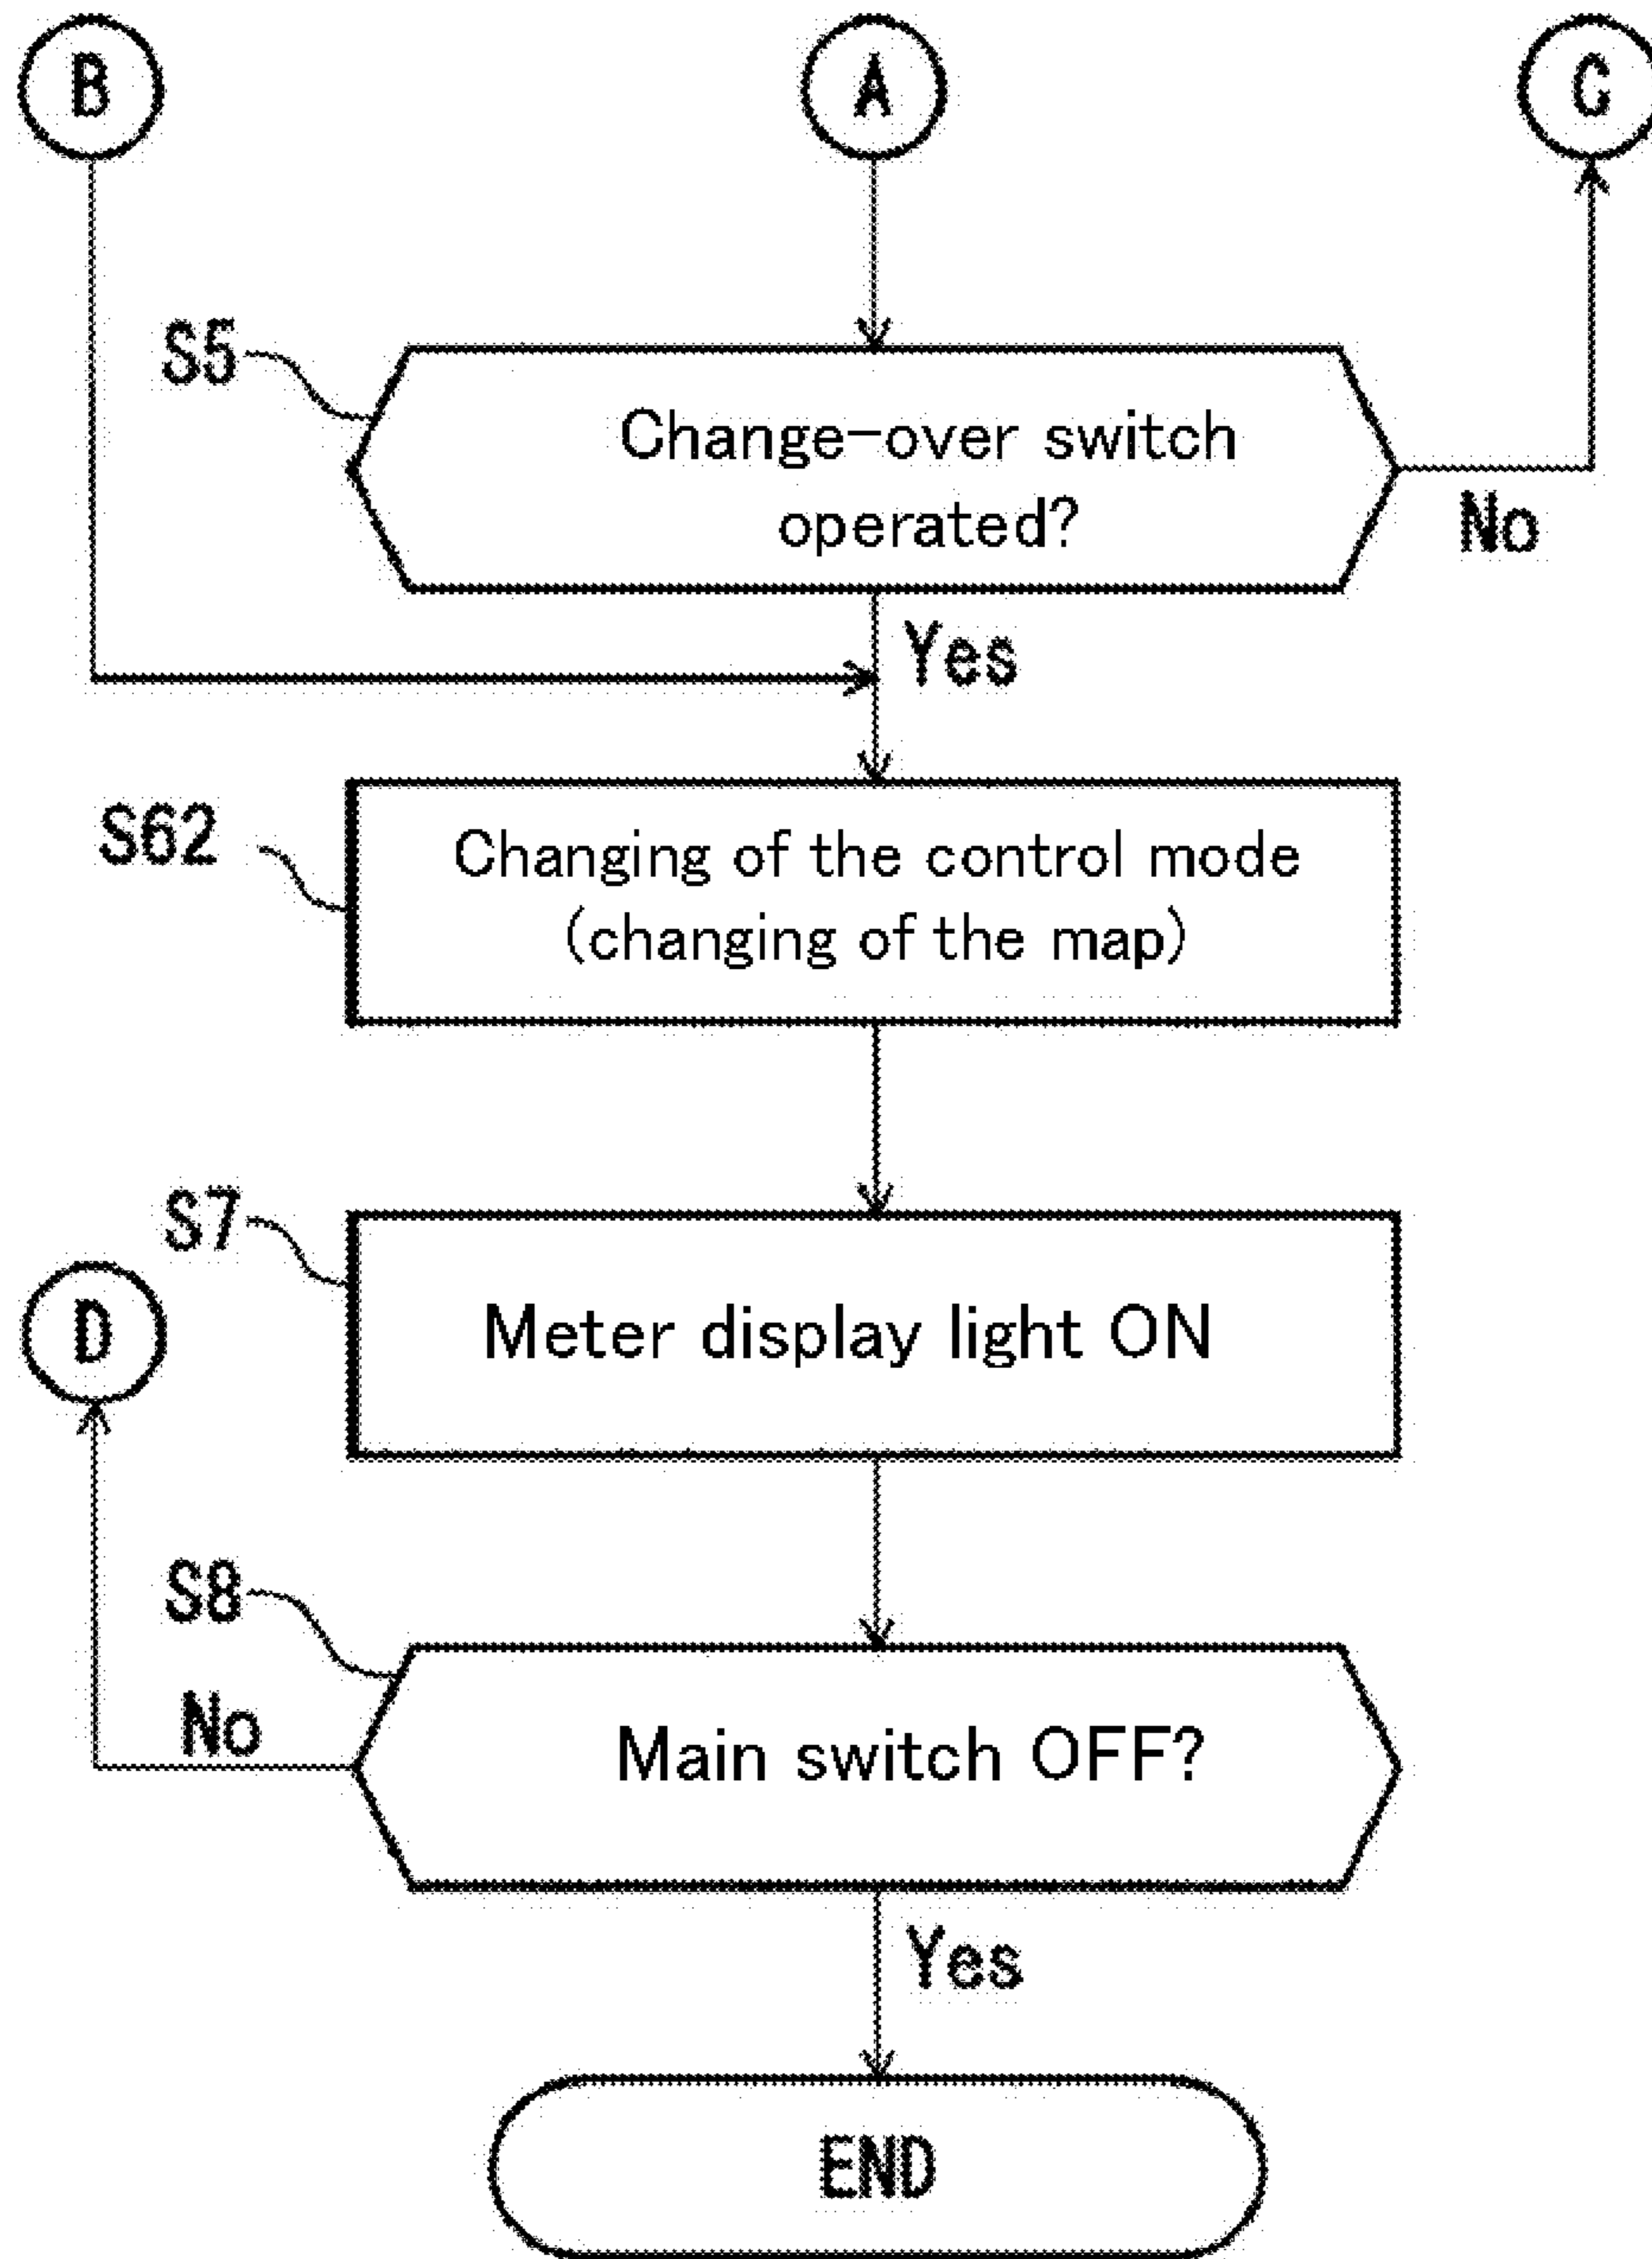 B
A
C
S5
Change-over switch
operated?
No
Yes
S62
Changing of the control mode
(changing of the map)
S7
Meter display light ON
D
S8
No
Main switch OFF?
Yes
END